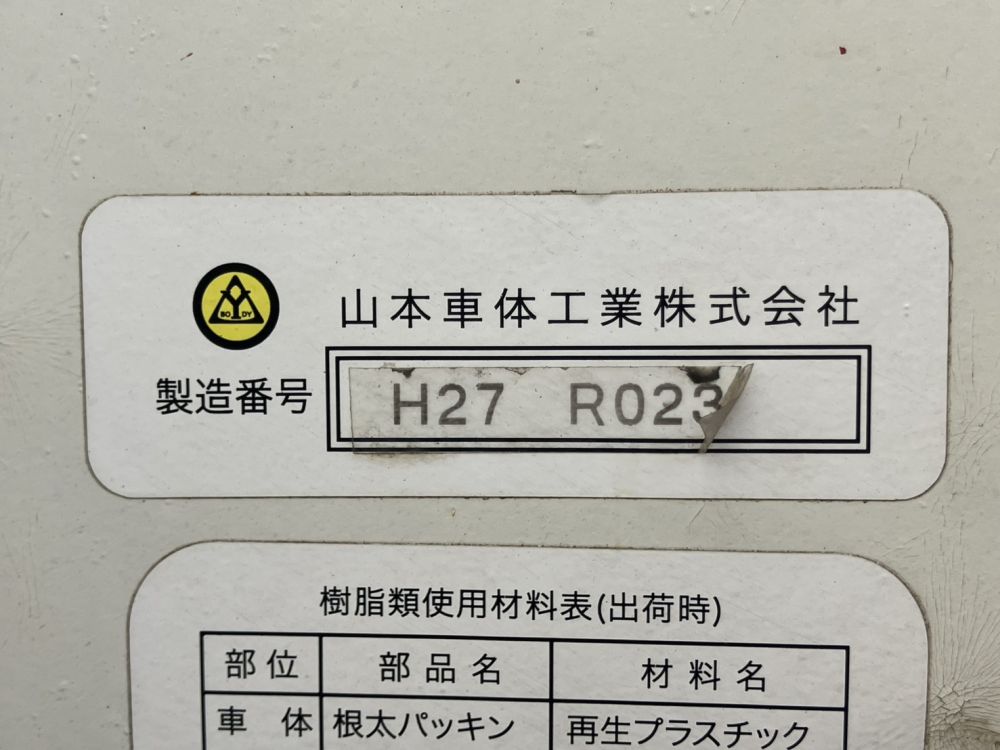 Y
BO DY
山本車体工業株式会社
製造番号 H27 R023
樹脂類使用材料表(出荷時)
部位 部品名 材料名
車体 根太パッキン 再生プラスチック